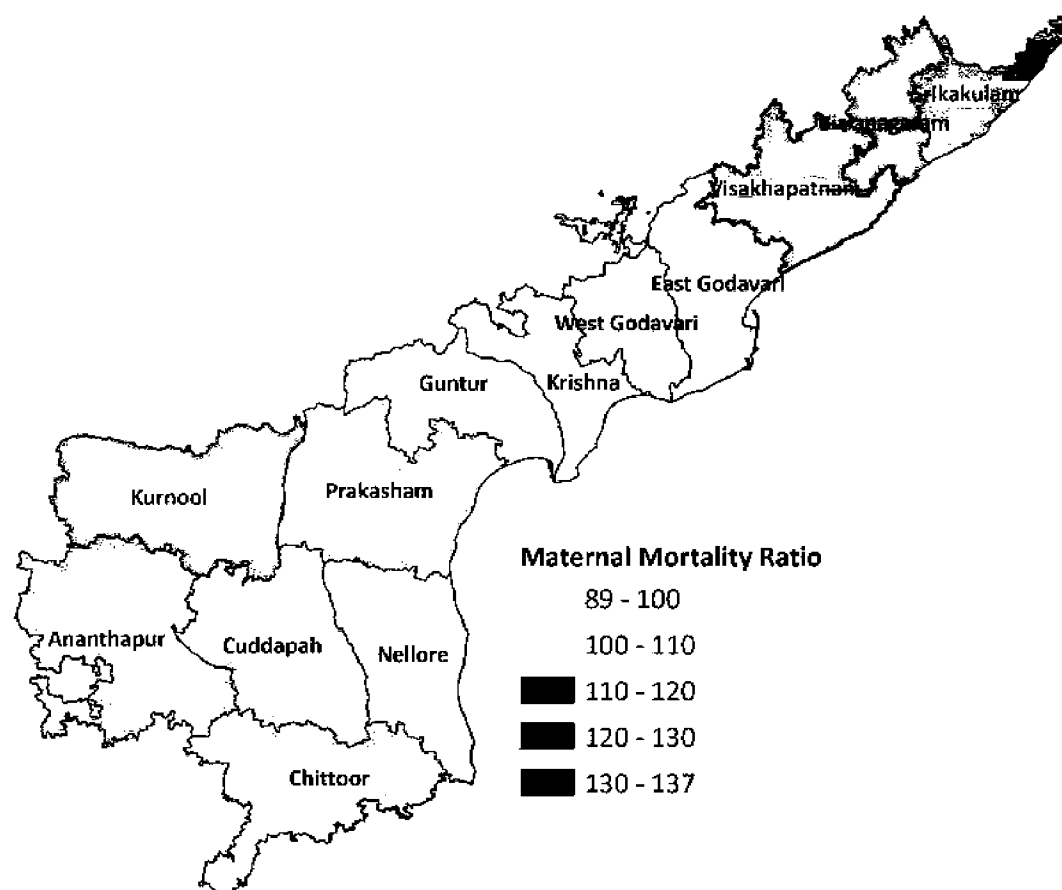 Srikakulam
Visakhapatnam
East Godavari
West Godavari
Guntur
Krishna
Kurnool
Prakasham
Maternal Mortality Ratio
89 - 100
100 - 110
110 - 120
120 - 130
130 - 137
Ananthapur
Cuddapah
Nellore
Chittoor